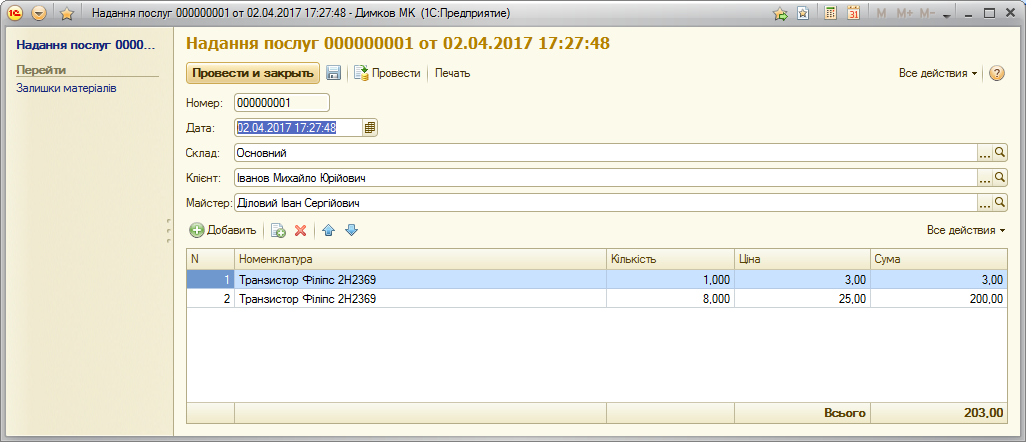 Надання послуг 000000001 от 02.04.2017 17:27:48 - Димков МК (1С:Предприятие)
M M+ M-
Надання послуг 0000...
Перейти
Залишки матеріалів
Надання послуг 000000001 от 02.04.2017 17:27:48
Провести и закрыть Провести Печать Все действия
Номер: 000000001
Дата: 02.04.2017 17:27:48
Склад: Основний
Клієнт: Іванов Михайло Юрійович
Майстер: Діловий Іван Сергійович
Добавить Все действия
N Номенклатура Кількість Ціна Сума
1 Транзистор Філіпс 2Н2369 1,000 3,00 3,00
2 Транзистор Філіпс 2Н2369 8,000 25,00 200,00
Всього 203,00